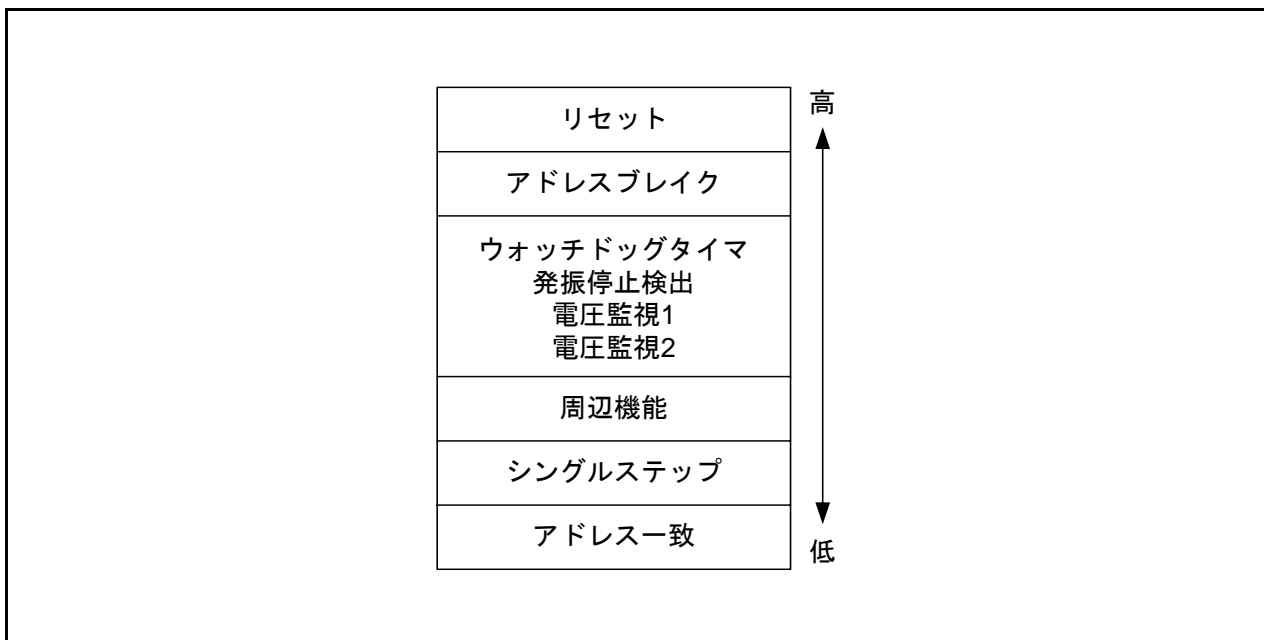 高
リセット
アドレスブレイク
ウォッチドッグタイマ
発振停止検出
電圧監視1
電圧監視2
周辺機能
シングルステップ
アドレス一致
低